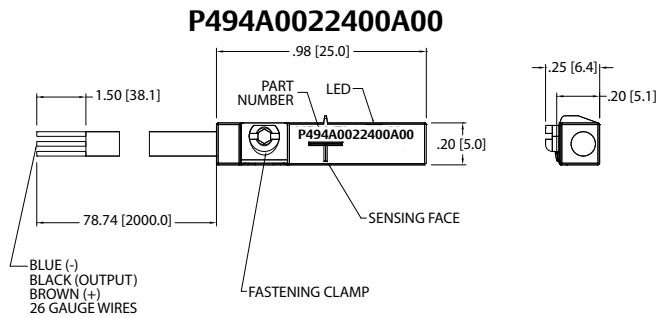 P494A0022400A00
.98 [25.0]
.25 [6.4]
1.50 [38.1]
PART
NUMBER
LED
.20 [5.1]
P494A0022400A00
.20 [5.0]
78.74 [2000.0]
SENSING FACE
BLUE (-)
BLACK (OUTPUT)
BROWN (+)
26 GAUGE WIRES
FASTENING CLAMP